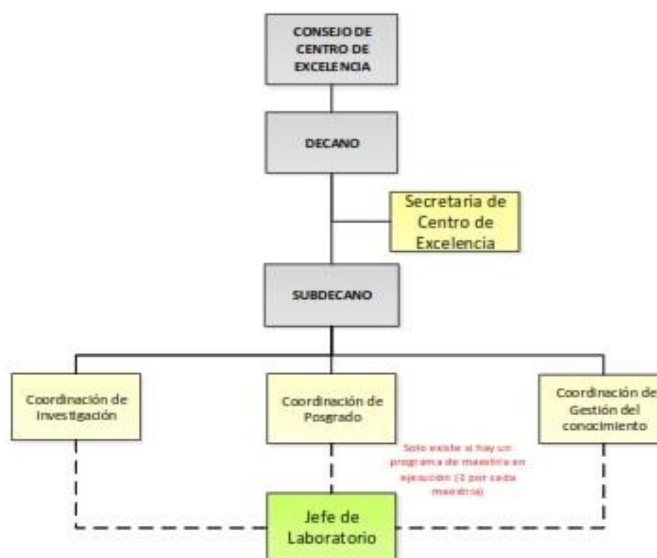 CONSEJO DE
CENTRO DE
EXCELENCIA
DECANO
Secretaria de
Centro de
Excelencia
SUBDECANO
Coordinación de
Investigación
Coordinación de
Posgrado
Coordinación de
Gestión del
conocimiento
Solo existe si hay un
programa de maestría en
ejecución (1 por cada
maestría)
Jefe de
Laboratorio